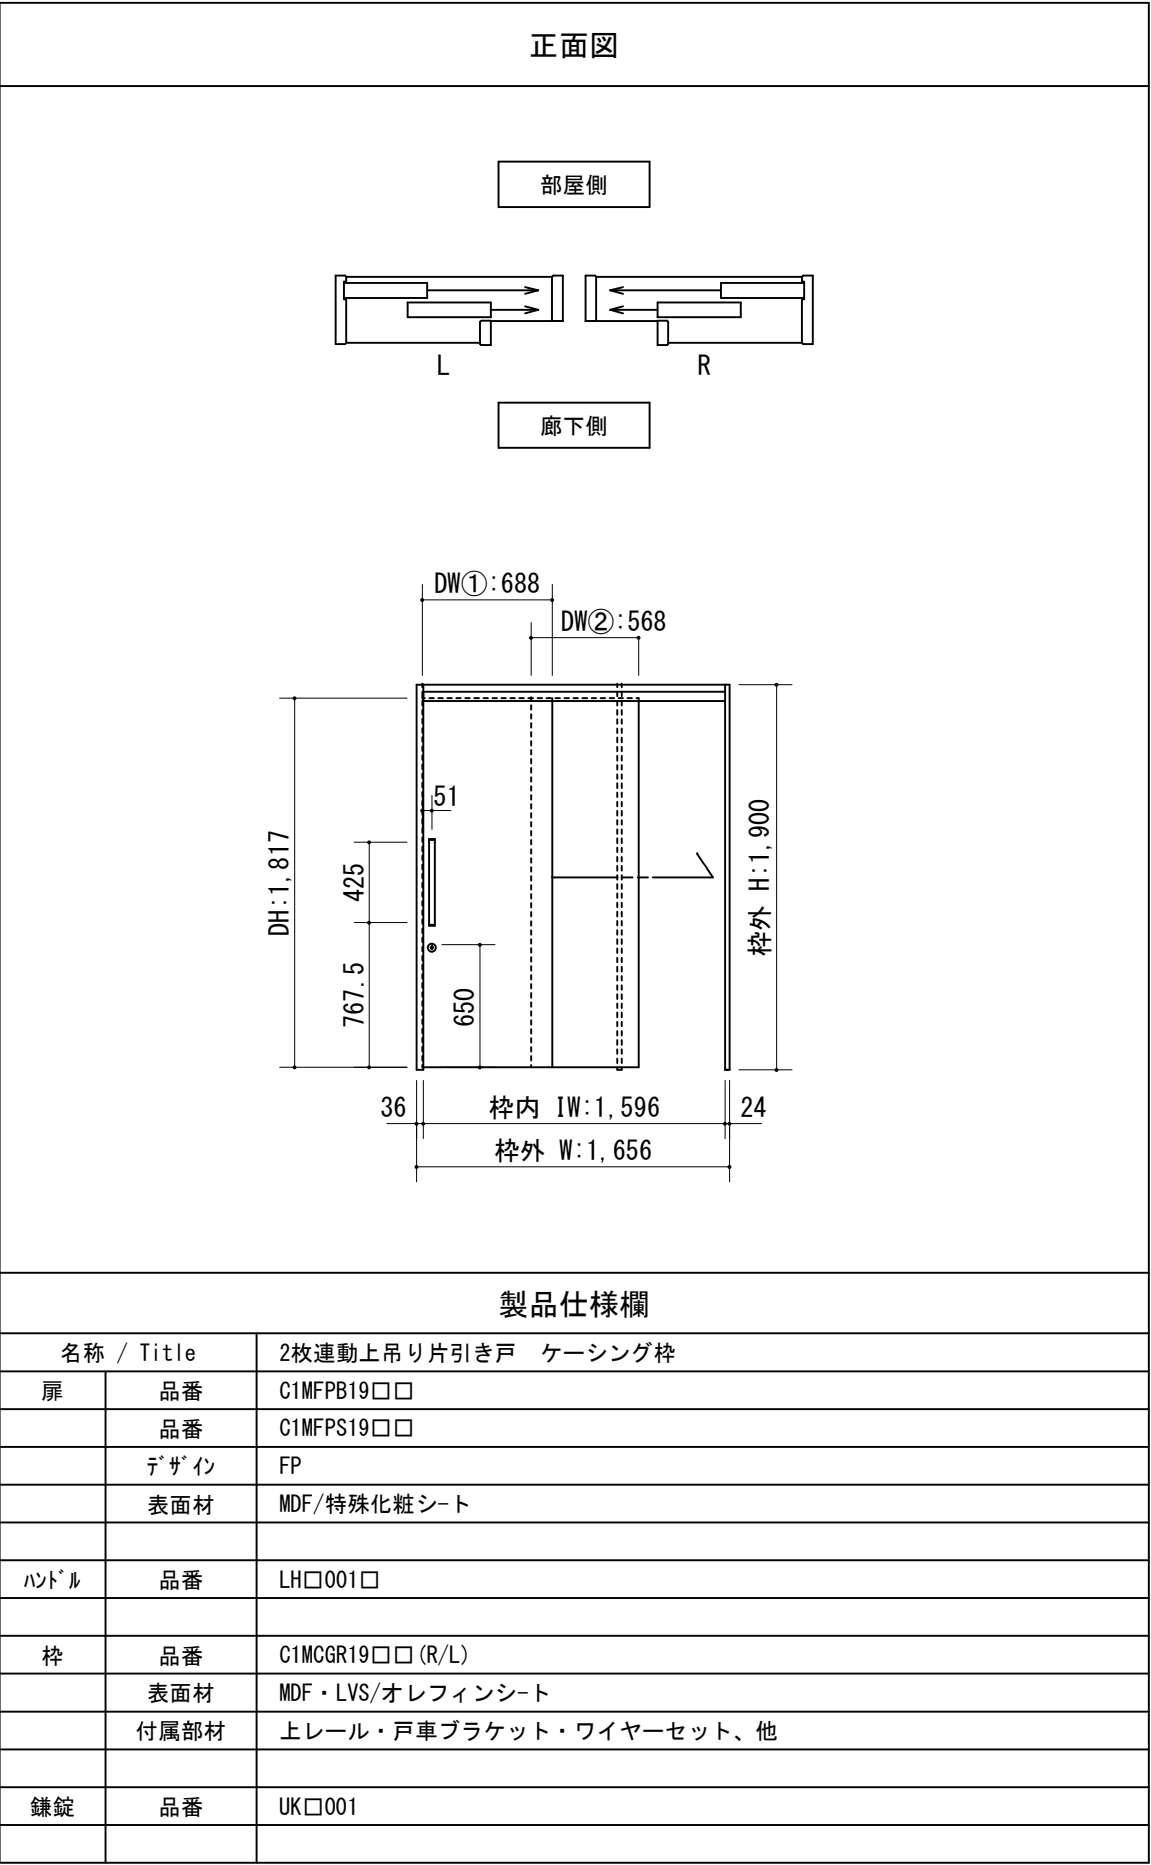 正面図
部屋側
L
R
廊下側
DW①:688
DW②:568
51
DH:1,817
425
767.5
650
枠外 H:1,900
36
枠内 IW:1,596
24
枠外 W:1,656
製品仕様欄
名称 / Title 2枚連動上吊り片引き戸　ケーシング枠
扉 品番 C1MFPB19□□
品番 C1MFPS19□□
ﾃﾞｻﾞｲﾝ FP
表面材 MDF/特殊化粧シート
ﾊﾝﾄﾞﾙ 品番 LH□001□
枠 品番 C1MCGR19□□(R/L)
表面材 MDF・LVS/オレフィンシート
付属部材 上レール・戸車ブラケット・ワイヤーセット、他
鎌錠 品番 UK□001